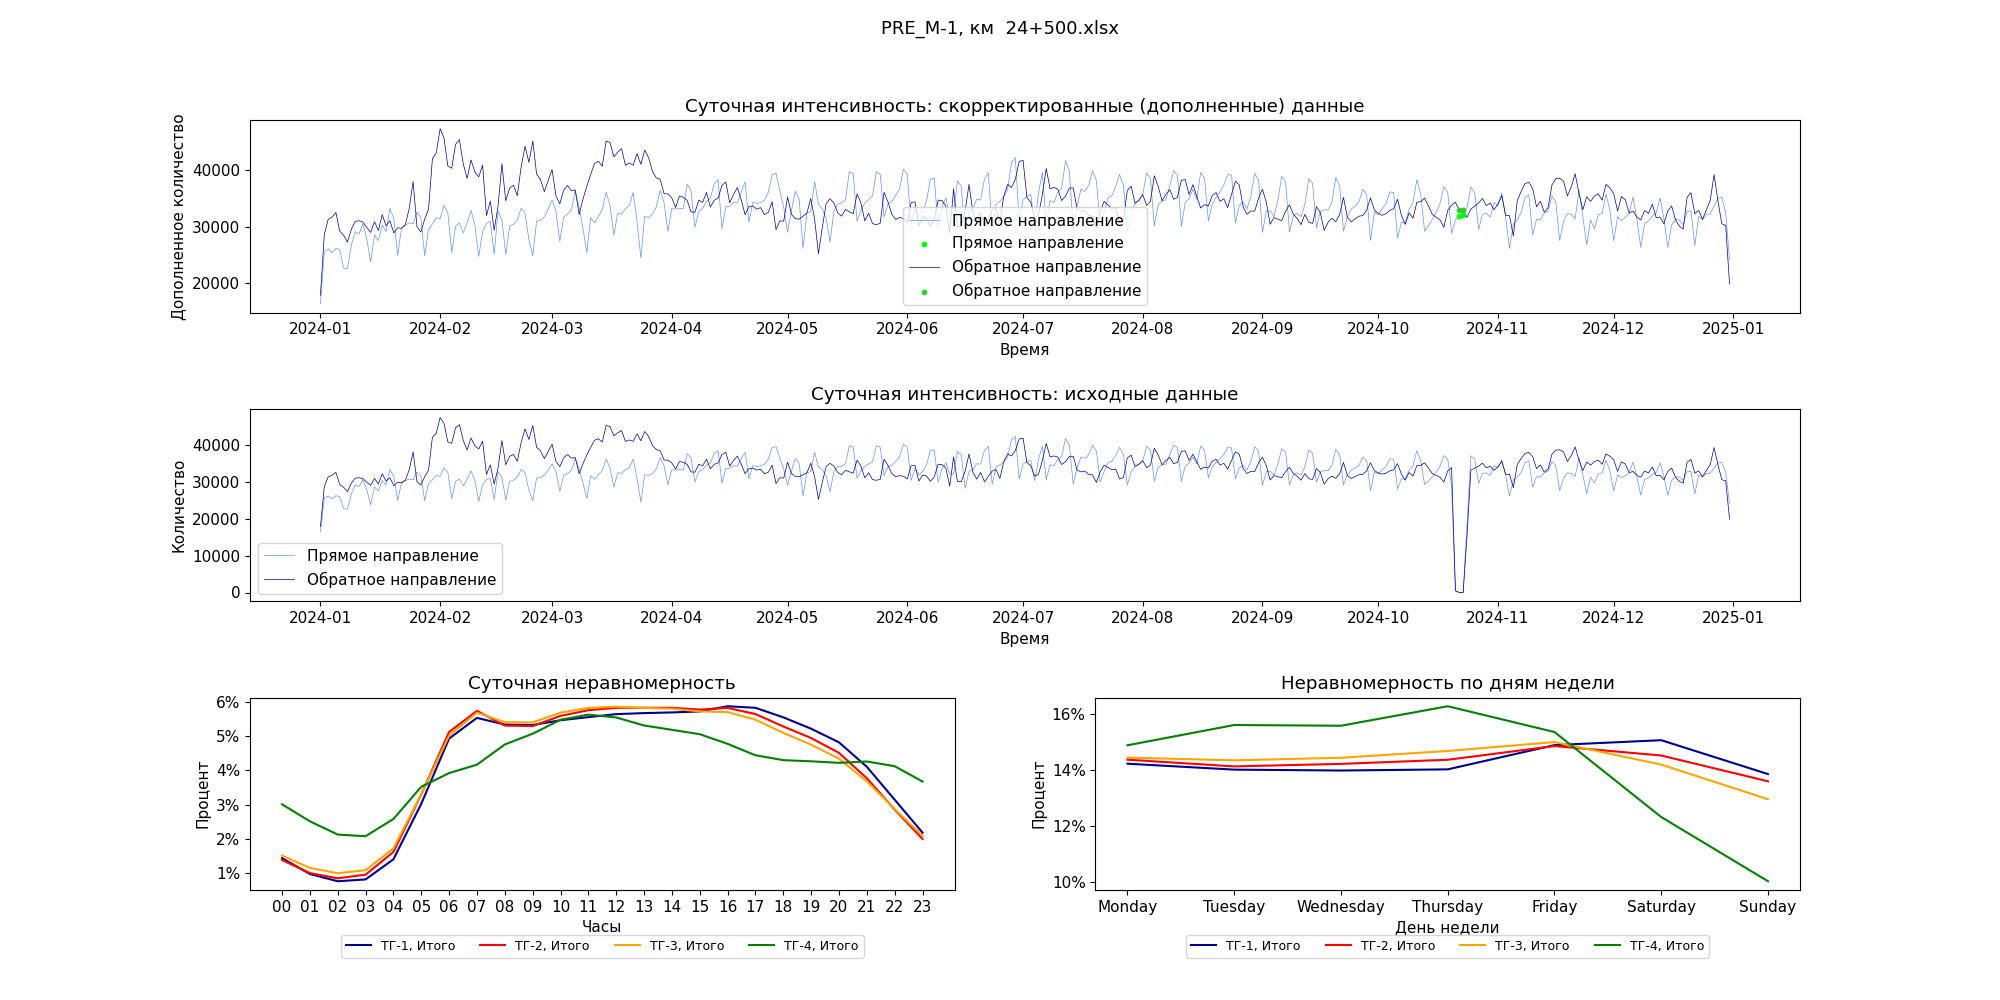 PRE_M-1, км  24+500.xlsx
Суточная интенсивность: скорректированные (дополненные) данные
Дополненное количество
40000
30000
20000
Прямое направление
Прямое направление
Обратное направление
Обратное направление
2024-01 2024-02 2024-03 2024-04 2024-05 2024-06 2024-07 2024-08 2024-09 2024-10 2024-11 2024-12 2025-01
Время
Суточная интенсивность: исходные данные
Количество
40000
30000
20000
10000
0
Прямое направление
Обратное направление
2024-01 2024-02 2024-03 2024-04 2024-05 2024-06 2024-07 2024-08 2024-09 2024-10 2024-11 2024-12 2025-01
Время
Суточная неравномерность
Процент
6%
5%
4%
3%
2%
1%
00 01 02 03 04 05 06 07 08 09 10 11 12 13 14 15 16 17 18 19 20 21 22 23
Часы
ТГ-1, Итого ТГ-2, Итого ТГ-3, Итого ТГ-4, Итого
Неравномерность по дням недели
Процент
16%
14%
12%
10%
Monday Tuesday Wednesday Thursday Friday Saturday Sunday
День недели
ТГ-1, Итого ТГ-2, Итого ТГ-3, Итого ТГ-4, Итого